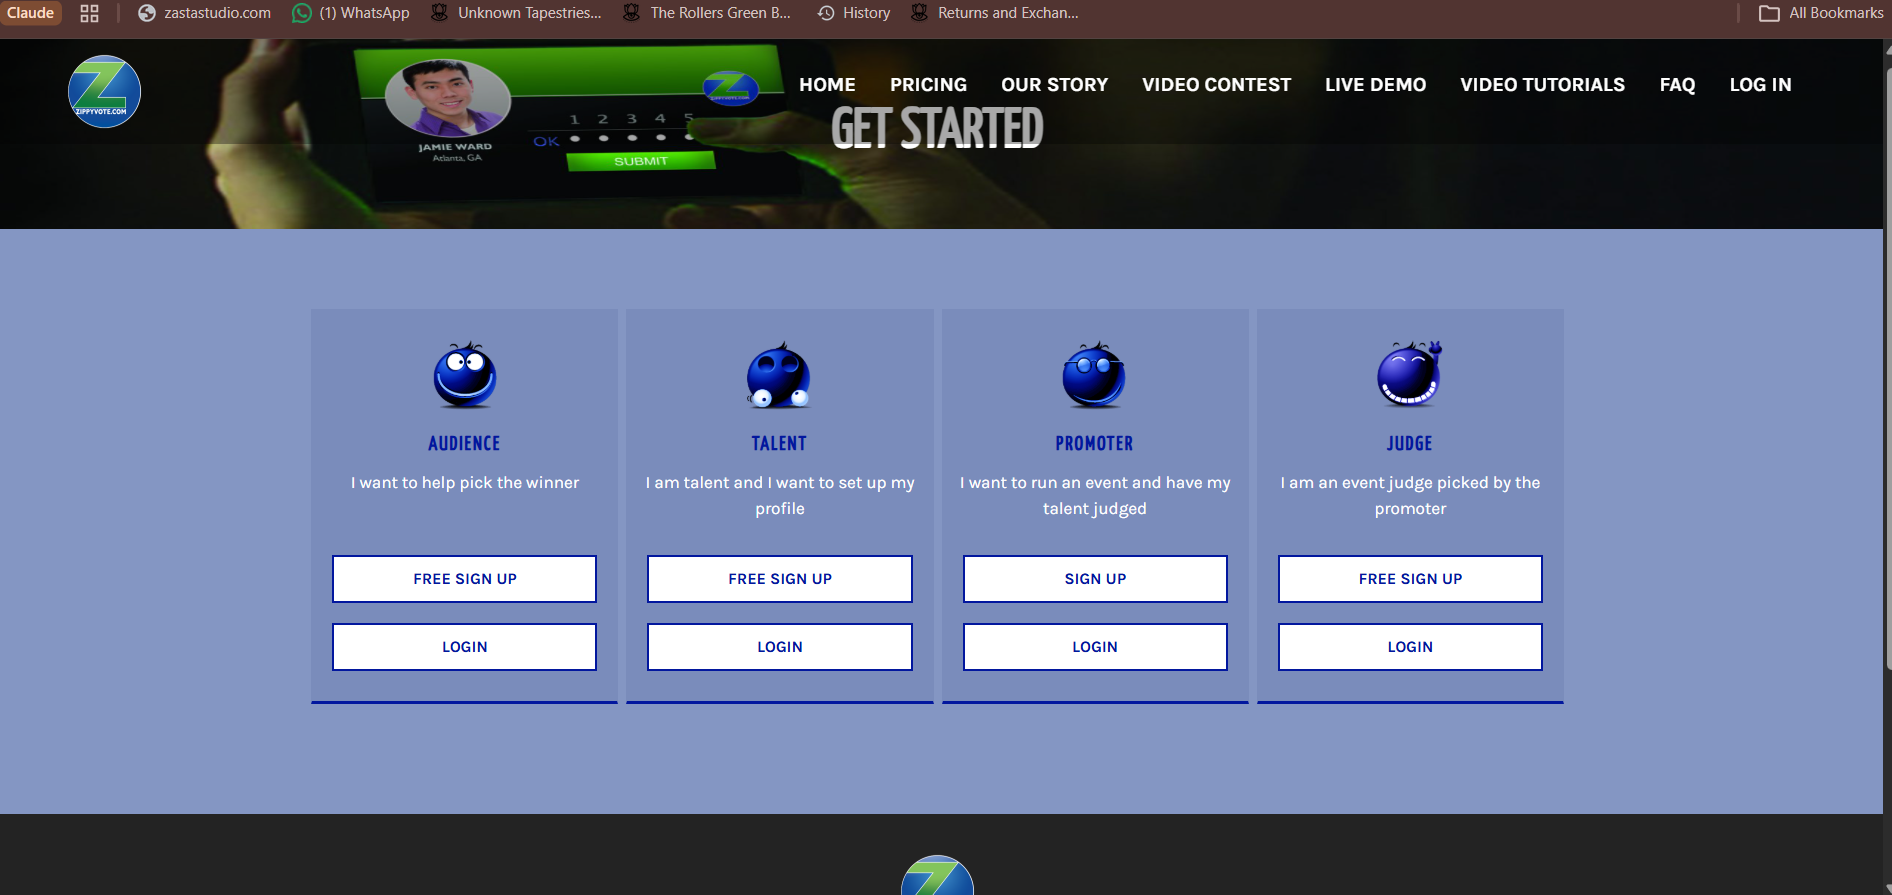 Claude
zastastudio.com
(1) WhatsApp
Unknown Tapestries...
The Rollers Green B...
History
Returns and Exchan...
All Bookmarks
ZIPPYVOTE.COM
HOME
PRICING
OUR STORY
VIDEO CONTEST
LIVE DEMO
VIDEO TUTORIALS
FAQ
LOG IN
GET STARTED
1 2 3 4 5
OK
JAMIE WARD
Atlanta, GA
SUBMIT
AUDIENCE
I want to help pick the winner
FREE SIGN UP
LOGIN
TALENT
I am talent and I want to set up my
profile
FREE SIGN UP
LOGIN
PROMOTER
I want to run an event and have my
talent judged
SIGN UP
LOGIN
JUDGE
I am an event judge picked by the
promoter
FREE SIGN UP
LOGIN